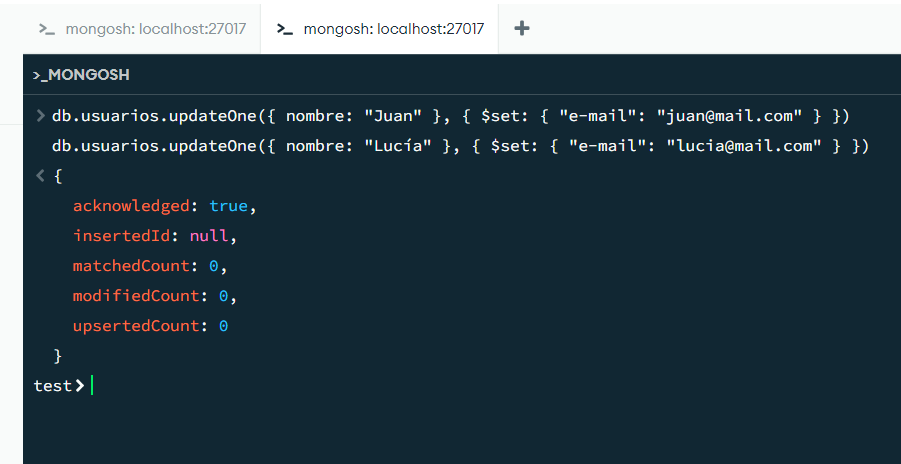 >_ mongosh: localhost:27017 >_ mongosh: localhost:27017 +
>_MONGOSH
> db.usuarios.updateOne({ nombre: "Juan" }, { $set: { "e-mail": "juan@mail.com" } })
db.usuarios.updateOne({ nombre: "Lucía" }, { $set: { "e-mail": "lucia@mail.com" } })
< {
acknowledged: true,
insertedId: null,
matchedCount: 0,
modifiedCount: 0,
upsertedCount: 0
}
test>